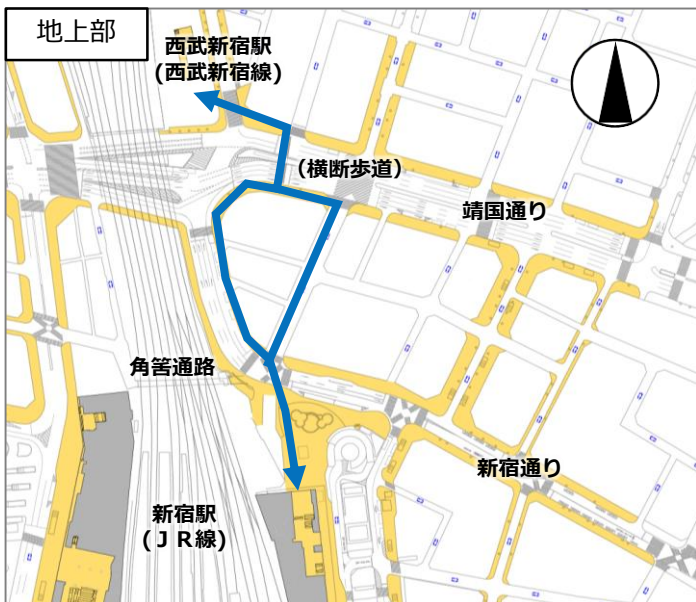 地上部
西武新宿駅
(西武新宿線)
(横断歩道)
靖国通り
角筈通路
新宿通り
新宿駅
(ＪＲ線)